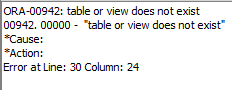 ORA-00942: table or view does not exist
00942. 00000 -  "table or view does not exist"
*Cause:
*Action:
Error at Line: 30 Column: 24